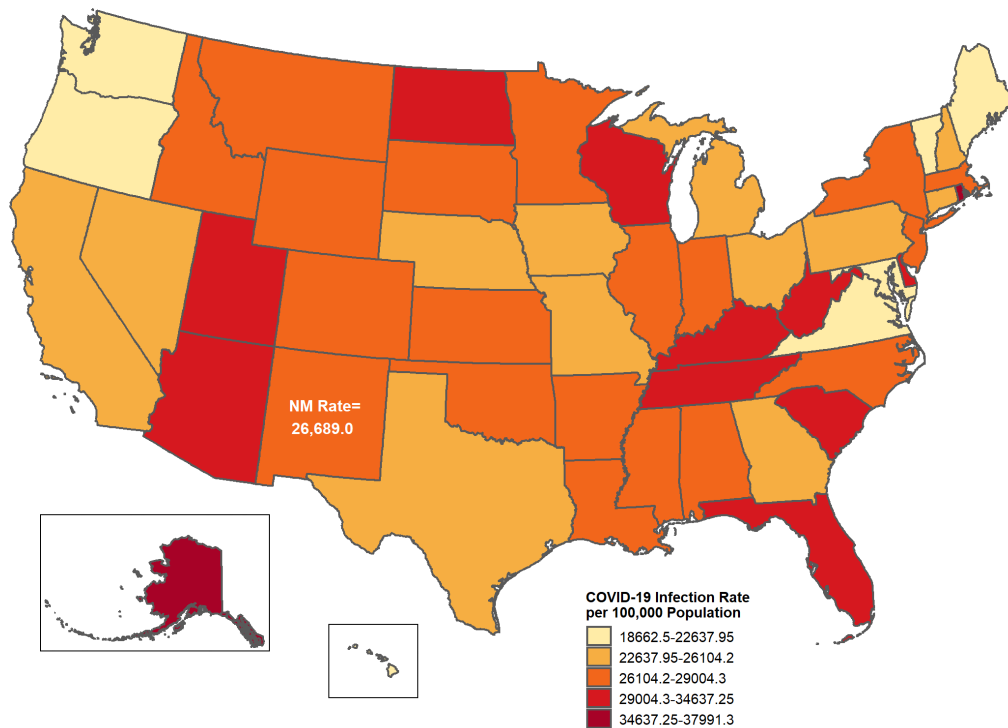 NM Rate=
26,689.0
COVID-19 Infection Rate
per 100,000 Population
18662.5-22637.95
22637.95-26104.2
26104.2-29004.3
29004.3-34637.25
34637.25-37991.3